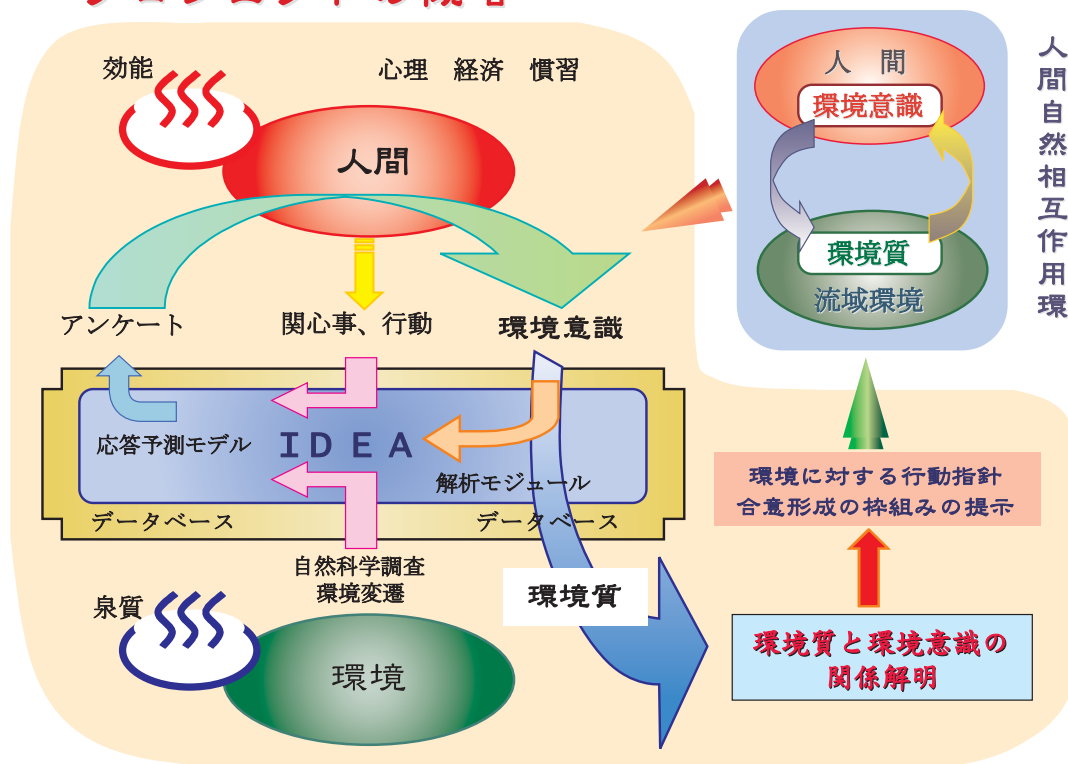 効能
心理 経済 慣習
人間
アンケート
関心事、行動
環境意識
応答予測モデル
IDEA
解析モジュール
データベース
データベース
自然科学調査
環境変遷
環境質
泉質
環境
人 間
環境意識
環境質
流域環境
人間自然相互作用環
環境に対する行動指針
合意形成の枠組みの提示
環境質と環境意識の
関係解明